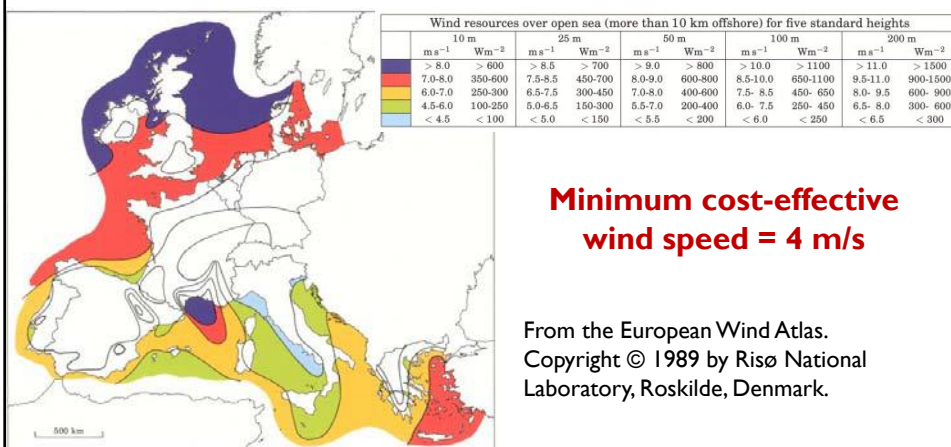 Wind resources over open sea (more than 10 km offshore) for five standard heights
10 m 25 m 50 m 100 m 200 m
m s⁻¹ Wm⁻² m s⁻¹ Wm⁻² m s⁻¹ Wm⁻² m s⁻¹ Wm⁻² m s⁻¹ Wm⁻²
> 8.0 > 600 > 8.5 > 700 > 9.0 > 800 > 10.0 > 1100 > 11.0 > 1500
7.0-8.0 350-600 7.5-8.5 450-700 8.0-9.0 600-800 8.5-10.0 650-1100 9.5-11.0 900-1500
6.0-7.0 250-300 6.5-7.5 300-450 7.0-8.0 400-600 7.5- 8.5 450- 650 8.0- 9.5 600- 900
4.5-6.0 100-250 5.0-6.5 150-300 5.5-7.0 200-400 6.0- 7.5 250- 450 6.5- 8.0 300- 600
< 4.5 < 100 < 5.0 < 150 < 5.5 < 200 < 6.0 < 250 < 6.5 < 300
Minimum cost-effective
wind speed = 4 m/s
From the European Wind Atlas.
Copyright © 1989 by Risø National
Laboratory, Roskilde, Denmark.
500 km